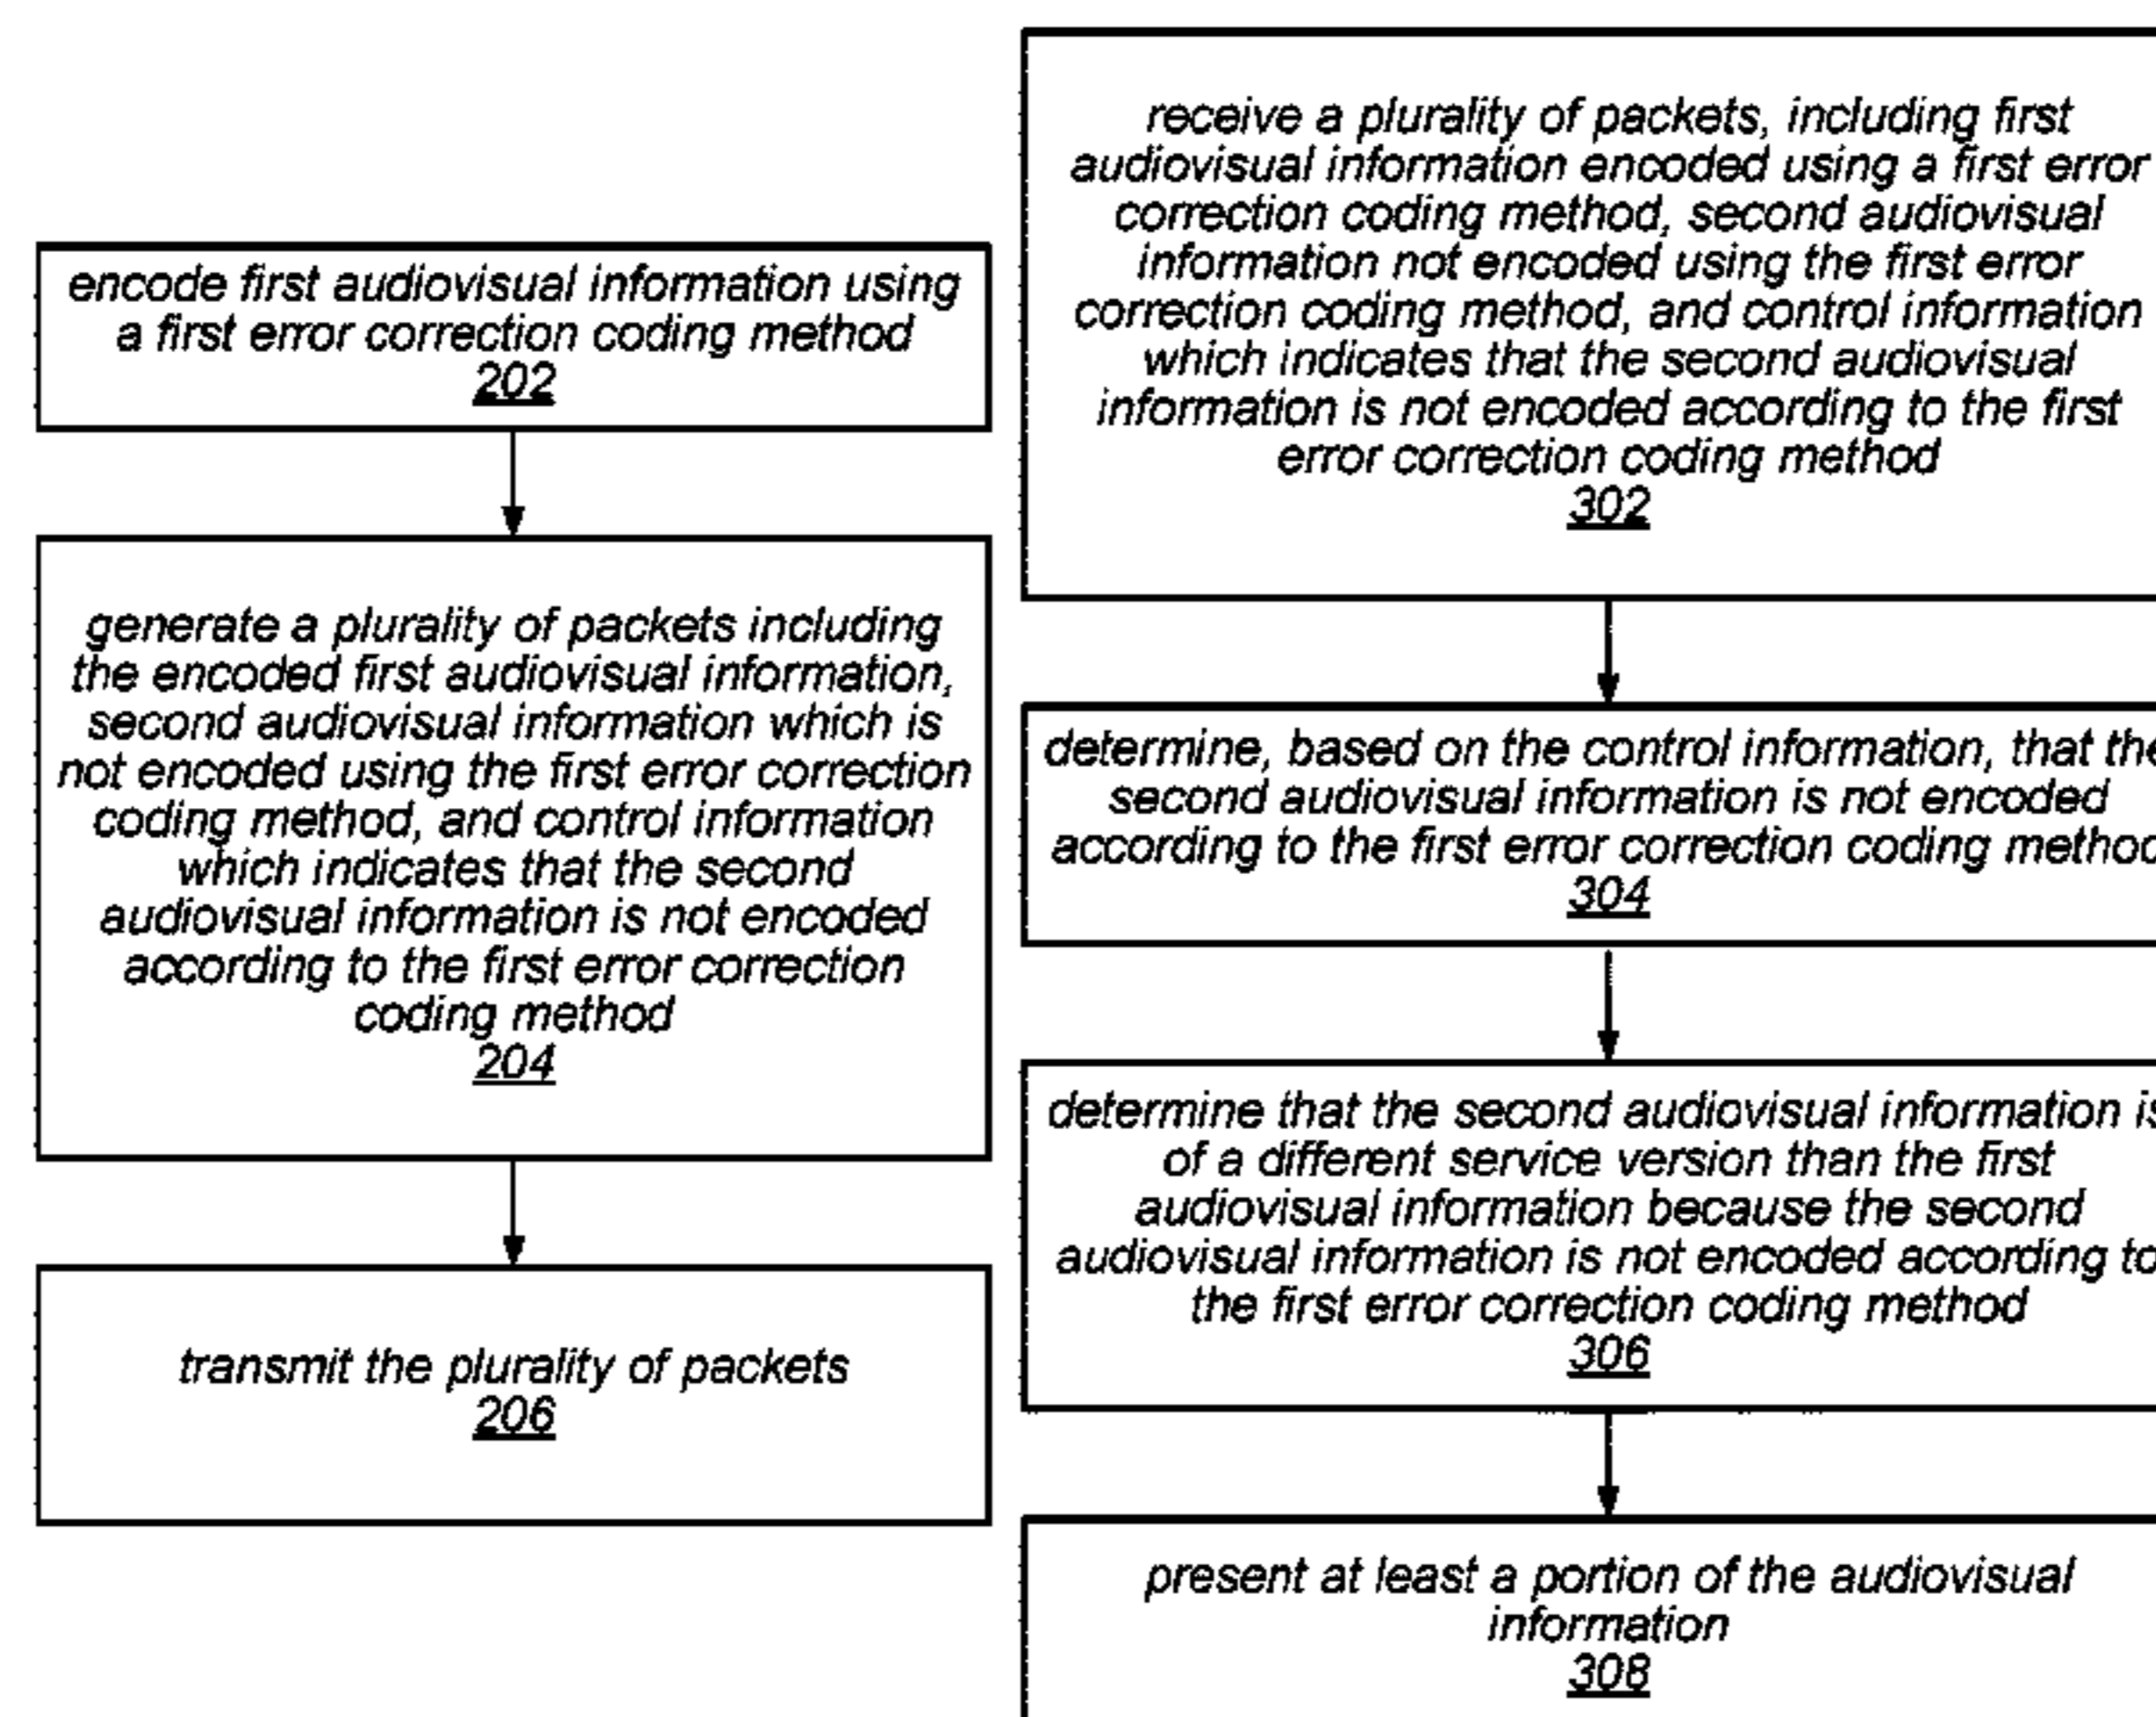 encode first audiovisual information using
a first error correction coding method
202
generate a plurality of packets including
the encoded first audiovisual information,
second audiovisual information which is
not encoded using the first error correction
coding method, and control information
which indicates that the second
audiovisual information is not encoded
according to the first error correction
coding method
204
transmit the plurality of packets
206
receive a plurality of packets, including first
audiovisual information encoded using a first error
correction coding method, second audiovisual
information not encoded using the first error
correction coding method, and control information
which indicates that the second audiovisual
information is not encoded according to the first
error correction coding method
302
determine, based on the control information, that the
second audiovisual information is not encoded
according to the first error correction coding method
304
determine that the second audiovisual information is
of a different service version than the first
audiovisual information because the second
audiovisual information is not encoded according to
the first error correction coding method
306
present at least a portion of the audiovisual
information
308